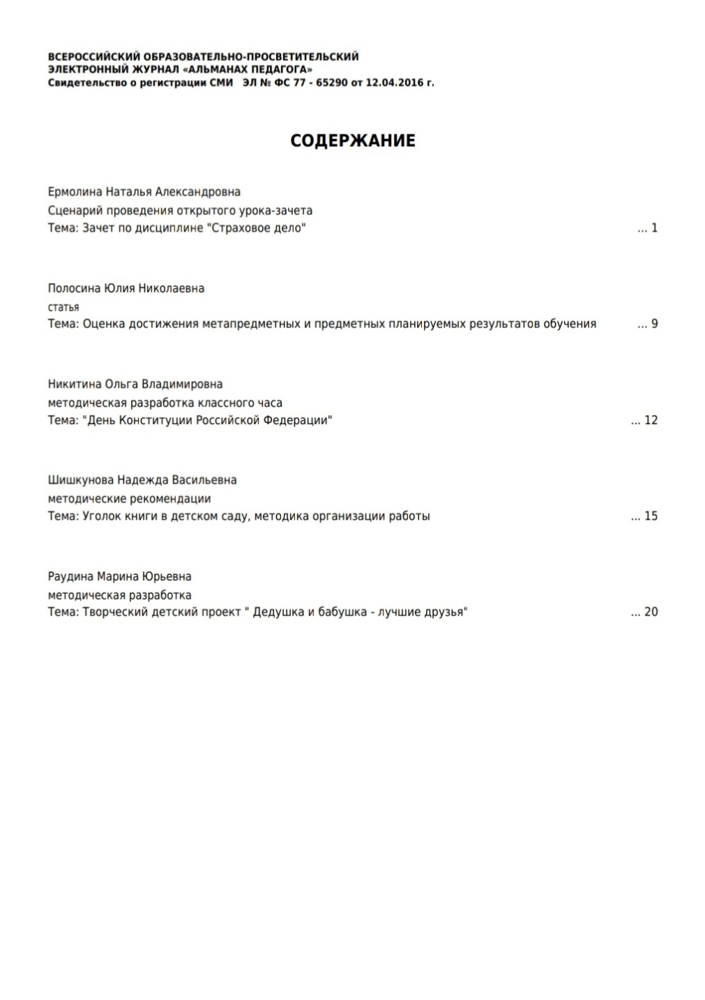 ВСЕРОССИЙСКИЙ ОБРАЗОВАТЕЛЬНО-ПРОСВЕТИТЕЛЬСКИЙ
ЭЛЕКТРОННЫЙ ЖУРНАЛ «АЛЬМАНАХ ПЕДАГОГА»
Свидетельство о регистрации СМИ ЭЛ № ФС 77 - 65290 от 12.04.2016 г.
СОДЕРЖАНИЕ
Ермолина Наталья Александровна
Сценарий проведения открытого урока-зачета
Тема: Зачет по дисциплине "Страховое дело" ... 1
Полосина Юлия Николаевна
статья
Тема: Оценка достижения метапредметных и предметных планируемых результатов обучения ... 9
Никитина Ольга Владимировна
методическая разработка классного часа
Тема: "День Конституции Российской Федерации" ... 12
Шишкунова Надежда Васильевна
методические рекомендации
Тема: Уголок книги в детском саду, методика организации работы ... 15
Раудина Марина Юрьевна
методическая разработка
Тема: Творческий детский проект " Дедушка и бабушка - лучшие друзья" ... 20